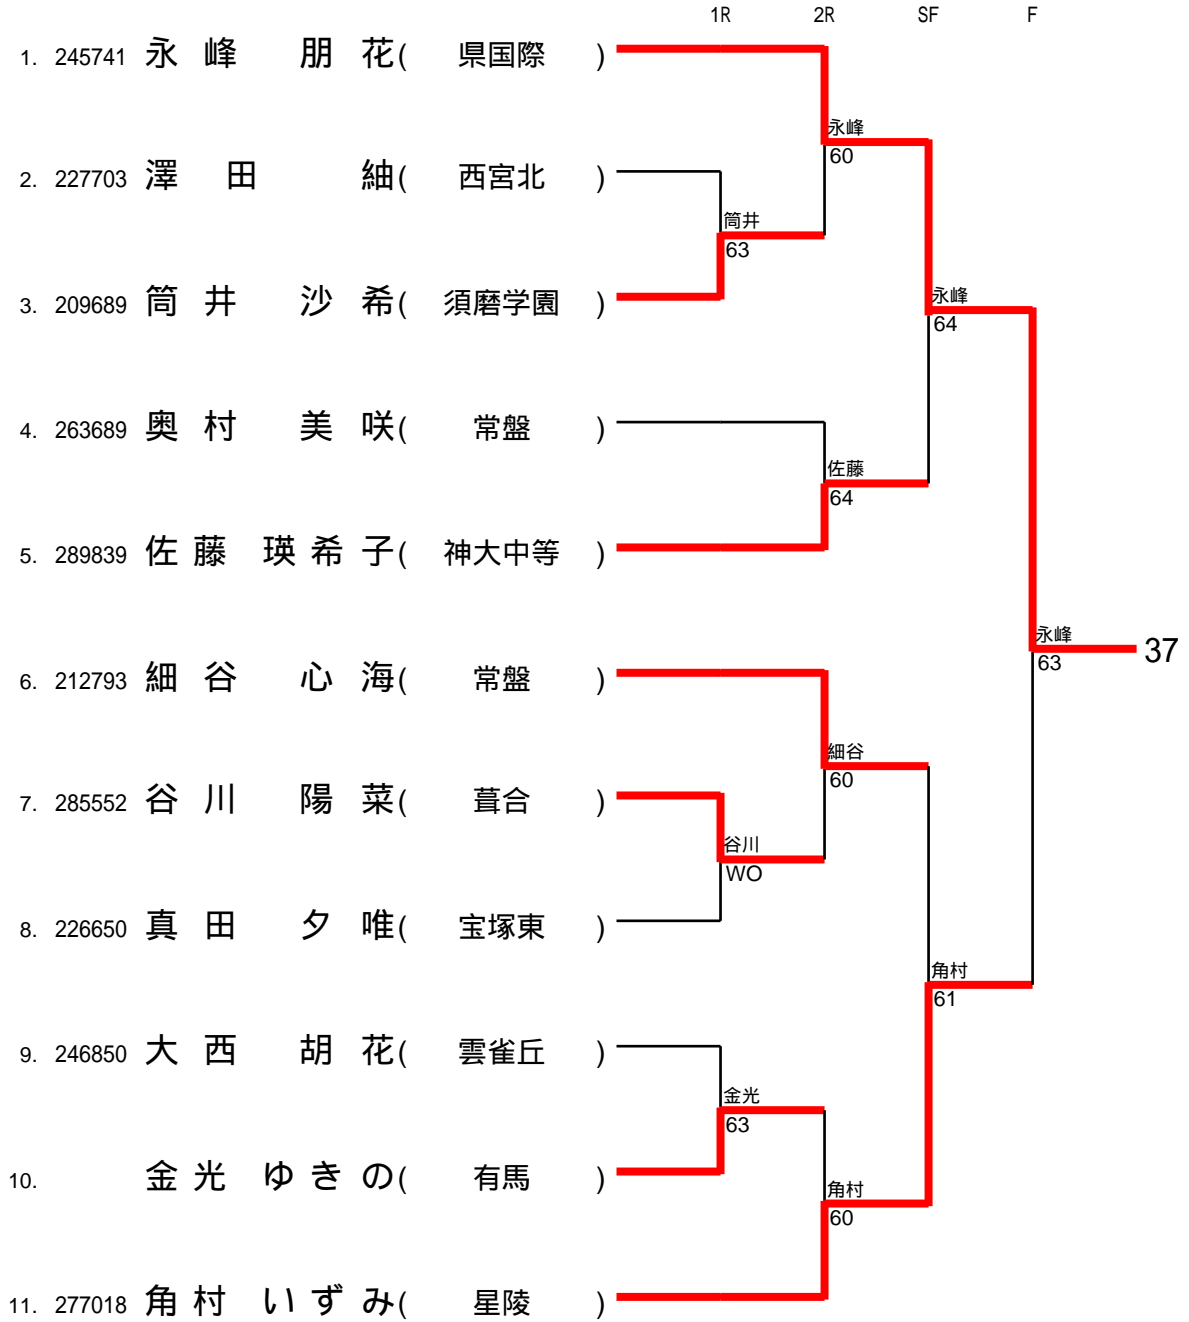 1R 2R SF F
1. 245741 永峰 朋花( 県国際 )
永峰
60
2. 227703 澤田 紬( 西宮北 )
筒井
63
3. 209689 筒井 沙希( 須磨学園 )
永峰
64
4. 263689 奥村 美咲( 常盤 )
佐藤
64
5. 289839 佐藤 瑛希子( 神大中等 )
永峰
63
37
6. 212793 細谷 心海( 常盤 )
細谷
60
7. 285552 谷川 陽菜( 葺合 )
谷川
WO
8. 226650 真田 夕唯( 宝塚東 )
角村
61
9. 246850 大西 胡花( 雲雀丘 )
金光
63
10. 金光 ゆきの( 有馬 )
角村
60
11. 277018 角村 いずみ( 星陵 )